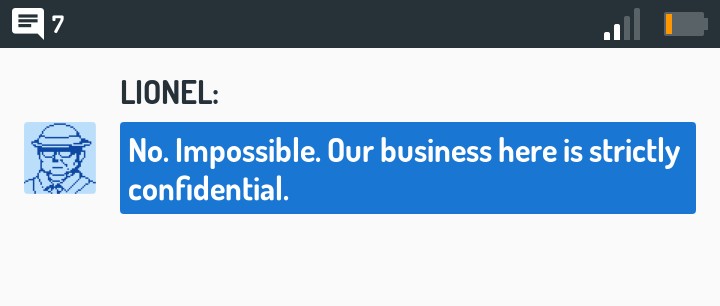 7
LIONEL:
No. Impossible. Our business here is strictly
confidential.